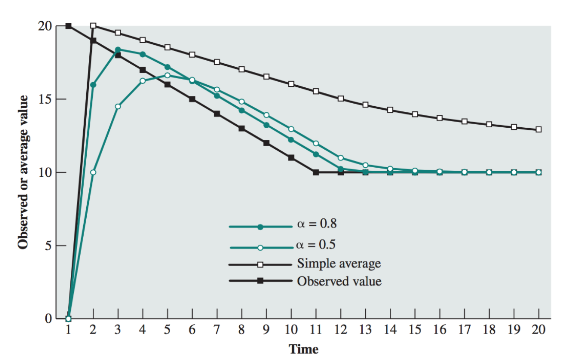 Observed or average value
20
15
10
5
0
α = 0.8
α = 0.5
Simple average
Observed value
1 2 3 4 5 6 7 8 9 10 11 12 13 14 15 16 17 18 19 20
Time